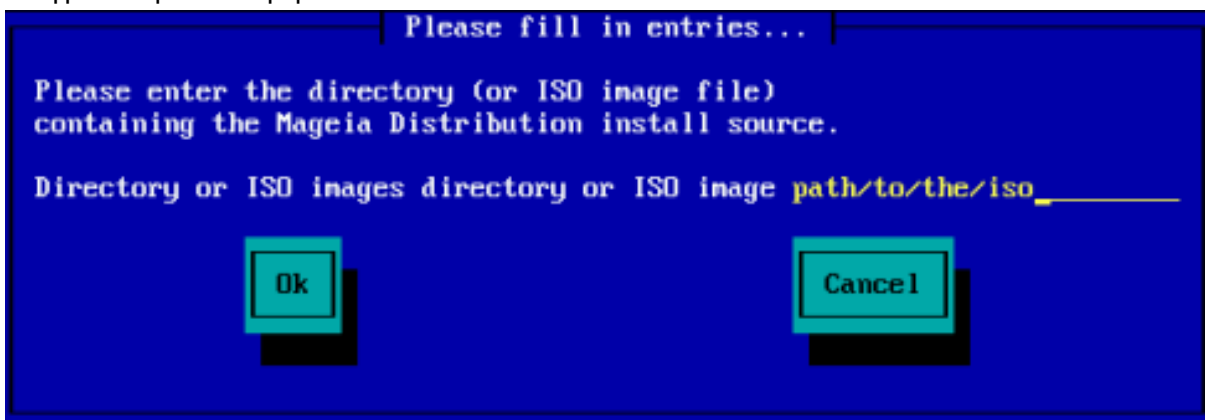 Please fill in entries...
Please enter the directory (or ISO image file)
containing the Mageia Distribution install source.
Directory or ISO images directory or ISO image path/to/the/iso_
Ok Cancel